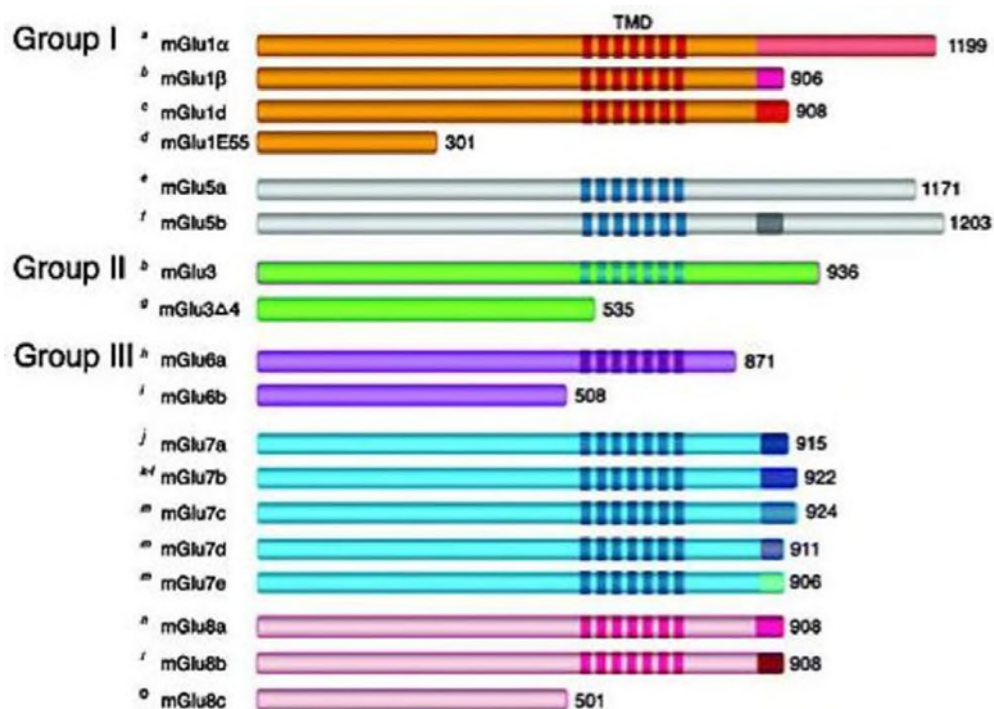 TMD
Group I a mGlu1α 1199
b mGlu1β 906
c mGlu1d 908
d mGlu1E55 301
e mGlu5a 1171
f mGlu5b 1203
Group II b mGlu3 936
g mGlu3Δ4 535
Group III h mGlu6a 871
i mGlu6b 508
j mGlu7a 915
k-l mGlu7b 922
m mGlu7c 924
m mGlu7d 911
m mGlu7e 906
n mGlu8a 908
mGlu8b 908
o mGlu8c 501